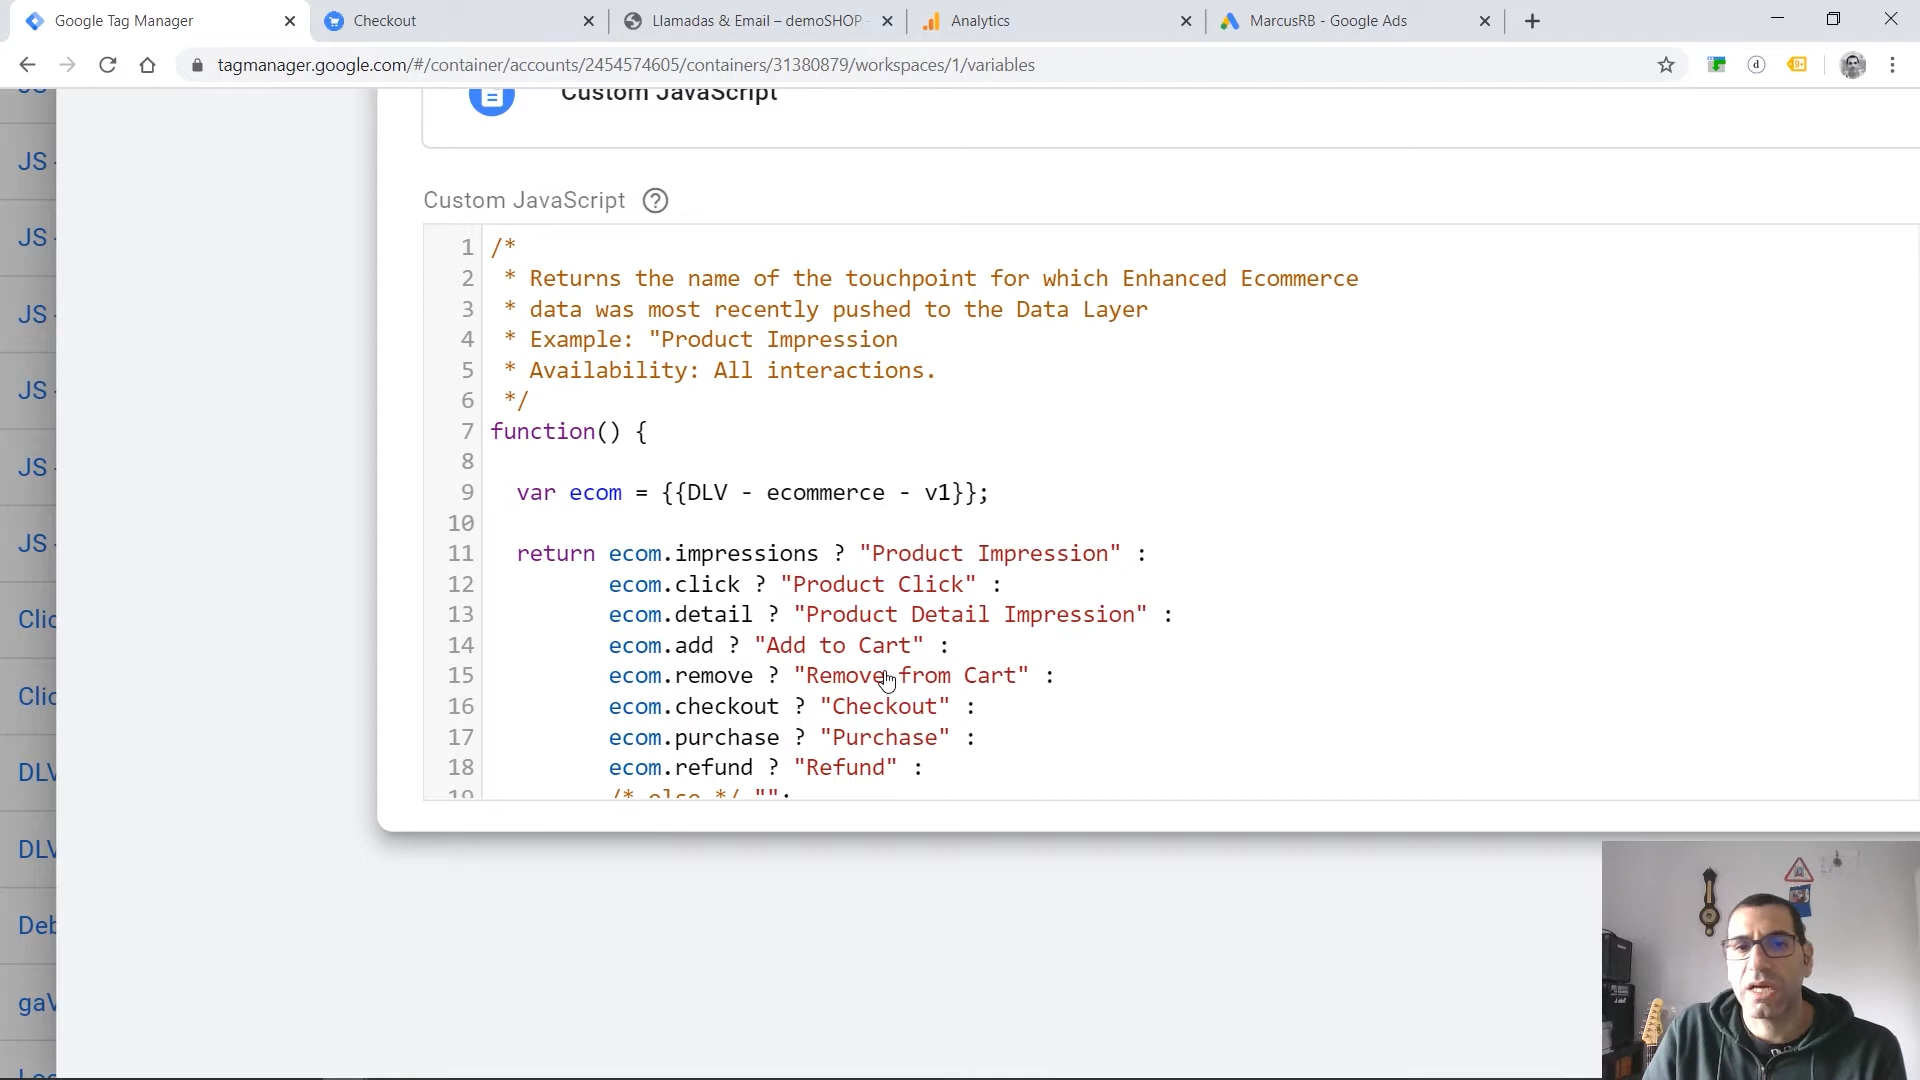 Google Tag Manager
Checkout
Llamadas & Email – demoSHOP
Analytics
MarcusRB - Google Ads
tagmanager.google.com/#/container/accounts/2454574605/containers/31380879/workspaces/1/variables
Custom JavaScript
JS -
JS -
JS -
JS -
JS -
JS -
Clic
Clic
DLV
DLV
Deb
gaV
Custom JavaScript
1 /*
2 * Returns the name of the touchpoint for which Enhanced Ecommerce
3 * data was most recently pushed to the Data Layer
4 * Example: "Product Impression
5 * Availability: All interactions.
6 */
7 function() {
8
9 var ecom = {{DLV - ecommerce - v1}};
10
11 return ecom.impressions ? "Product Impression" :
12 ecom.click ? "Product Click" :
13 ecom.detail ? "Product Detail Impression" :
14 ecom.add ? "Add to Cart" :
15 ecom.remove ? "Remove from Cart" :
16 ecom.checkout ? "Checkout" :
17 ecom.purchase ? "Purchase" :
18 ecom.refund ? "Refund" :
19 /* else */ "";